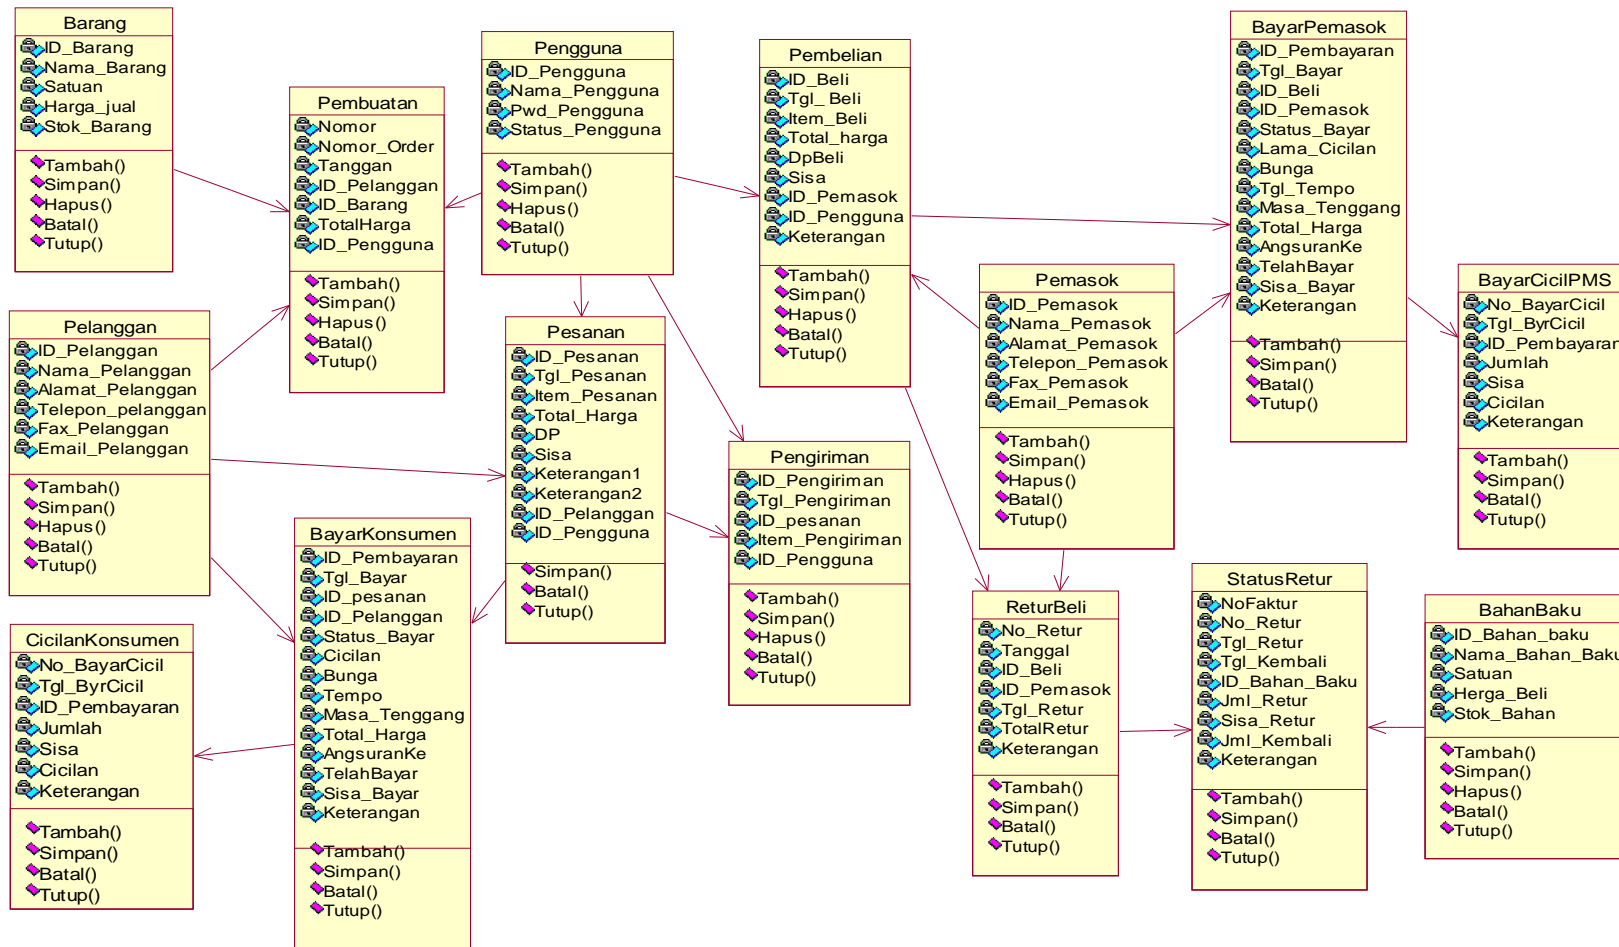 Barang
ID_Barang
Nama_Barang
Satuan
Harga_jual
Stok_Barang
Tambah()
Simpan()
Hapus()
Batal()
Tutup()
Pembuatan
Nomor
Nomor_Order
Tanggan
ID_Pelanggan
ID_Barang
TotalHarga
ID_Pengguna
Tambah()
Simpan()
Hapus()
Batal()
Tutup()
Pengguna
ID_Pengguna
Nama_Pengguna
Pwd_Pengguna
Status_Pengguna
Tambah()
Simpan()
Hapus()
Batal()
Tutup()
Pembelian
ID_Beli
Tgl_ Beli
Item_Beli
Total_harga
DpBeli
Sisa
ID_Pemasok
ID_Pengguna
Keterangan
Tambah()
Simpan()
Hapus()
Batal()
Tutup()
BayarPemasok
ID_Pembayaran
Tgl_Bayar
ID_Beli
ID_Pemasok
Status_Bayar
Lama_Cicilan
Bunga
Tgl_Tempo
Masa_Tenggang
Total_Harga
AngsuranKe
TelahBayar
Sisa_Bayar
Keterangan
Tambah()
Simpan()
Batal()
Tutup()
Pemasok
ID_Pemasok
Nama_Pemasok
Alamat_Pemasok
Telepon_Pemasok
Fax_Pemasok
Email_Pemasok
Tambah()
Simpan()
Hapus()
Batal()
Tutup()
BayarCicilPMS
No_BayarCicil
Tgl_ByrCicil
ID_Pembayaran
Jumlah
Sisa
Cicilan
Keterangan
Tambah()
Simpan()
Batal()
Tutup()
Pelanggan
ID_Pelanggan
Nama_Pelanggan
Alamat_Pelanggan
Telepon_pelanggan
Fax_Pelanggan
Email_Pelanggan
Tambah()
Simpan()
Hapus()
Batal()
Tutup()
Pesanan
ID_Pesanan
Tgl_Pesanan
Item_Pesanan
Total_Harga
DP
Sisa
Keterangan1
Keterangan2
ID_Pelanggan
ID_Pengguna
Simpan()
Batal()
Tutup()
Pengiriman
ID_Pengiriman
Tgl_Pengiriman
ID_pesanan
Item_Pengiriman
ID_Pengguna
Tambah()
Simpan()
Hapus()
Batal()
Tutup()
BayarKonsumen
ID_Pembayaran
Tgl_Bayar
ID_pesanan
ID_Pelanggan
Status_Bayar
Cicilan
Bunga
Tempo
Masa_Tenggang
Total_Harga
AngsuranKe
TelahBayar
Sisa_Bayar
Keterangan
Tambah()
Simpan()
Batal()
Tutup()
CicilanKonsumen
No_BayarCicil
Tgl_ByrCicil
ID_Pembayaran
Jumlah
Sisa
Cicilan
Keterangan
Tambah()
Simpan()
Batal()
Tutup()
ReturBeli
No_Retur
Tanggal
ID_Beli
ID_Pemasok
Tgl_Retur
TotalRetur
Keterangan
Tambah()
Simpan()
Batal()
Tutup()
StatusRetur
NoFaktur
No_Retur
Tgl_Retur
Tgl_Kembali
ID_Bahan_Baku
Jml_Retur
Sisa_Retur
Jml_Kembali
Keterangan
Tambah()
Simpan()
Batal()
Tutup()
BahanBaku
ID_Bahan_baku
Nama_Bahan_Baku
Satuan
Herga_Beli
Stok_Bahan
Tambah()
Simpan()
Hapus()
Batal()
Tutup()